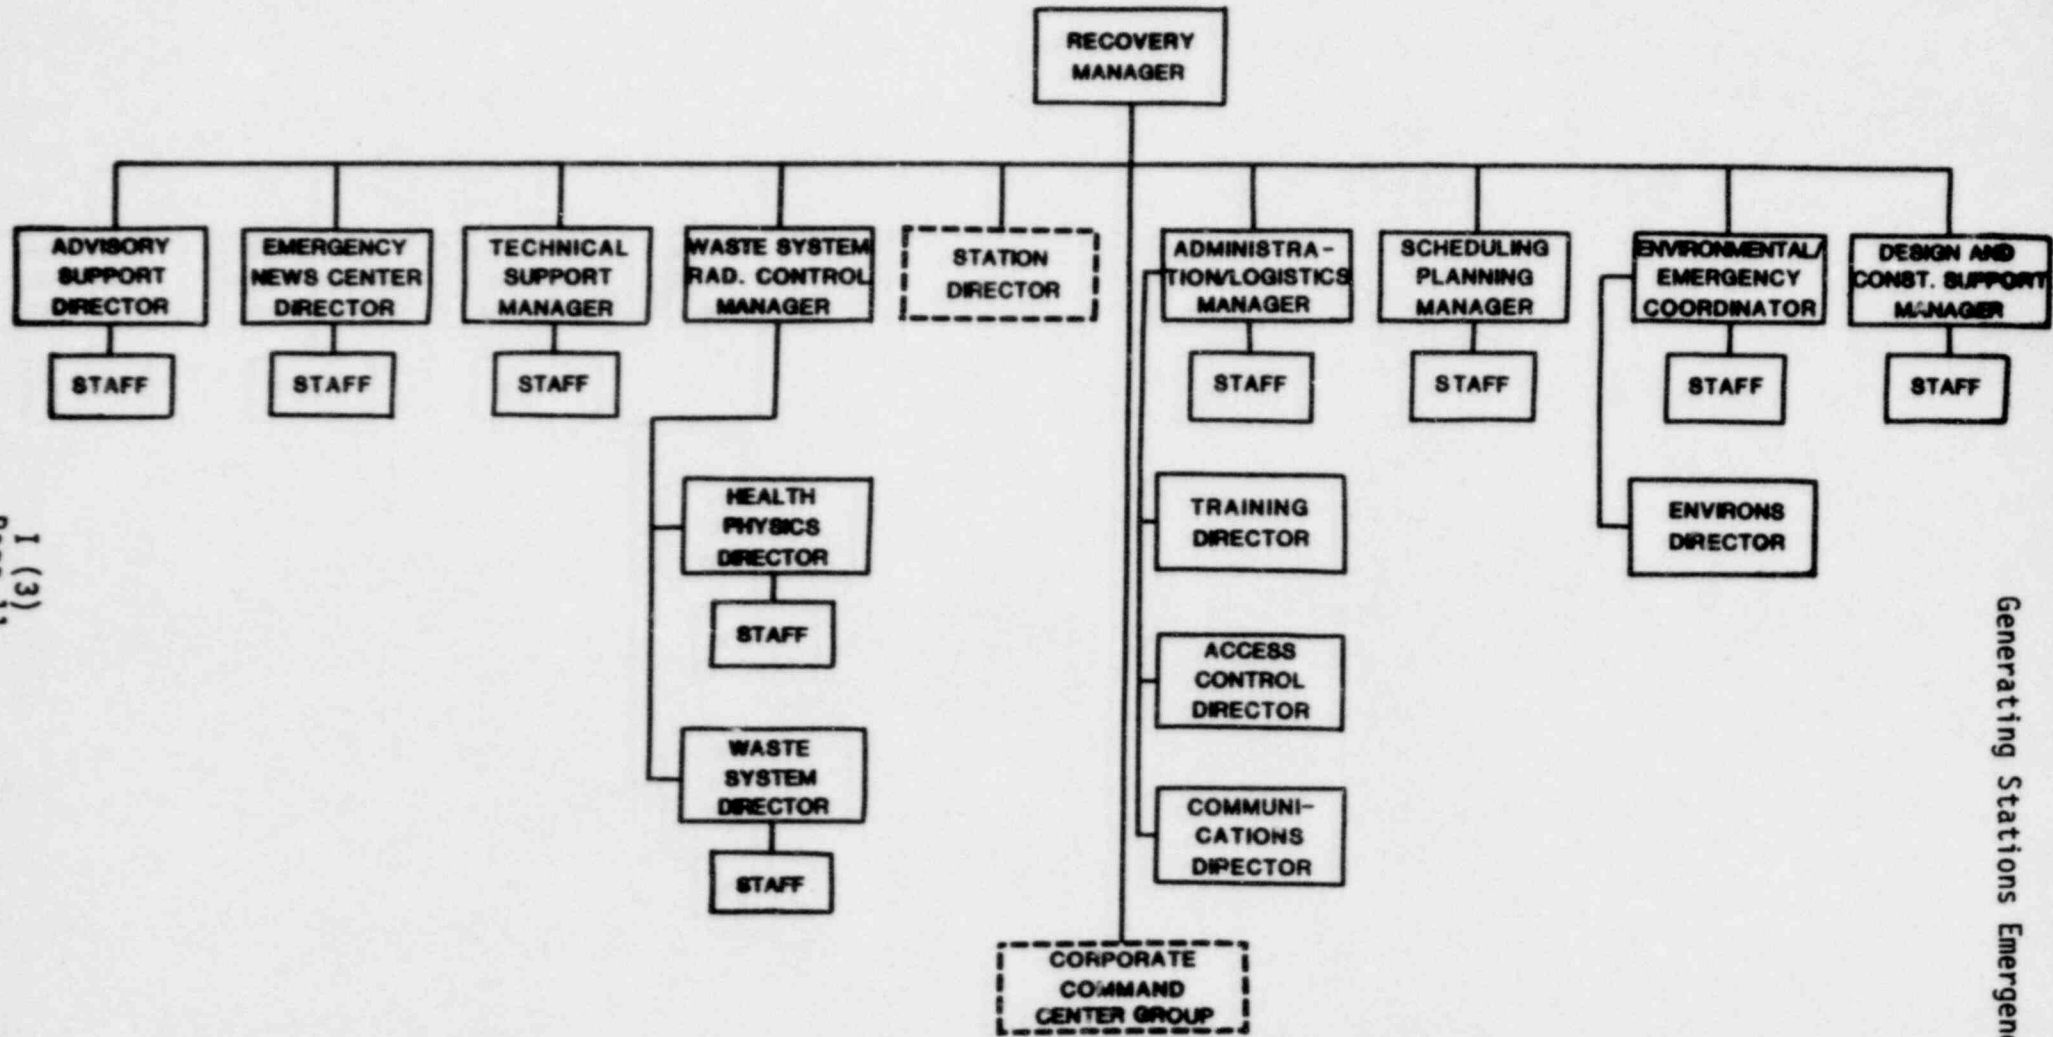 RECOVERY
MANAGER
ADVISORY
SUPPORT
DIRECTOR
STAFF
EMERGENCY
NEWS CENTER
DIRECTOR
STAFF
TECHNICAL
SUPPORT
MANAGER
STAFF
WASTE SYSTEM
RAD. CONTROL
MANAGER
HEALTH
PHYSICS
DIRECTOR
STAFF
WASTE
SYSTEM
DIRECTOR
STAFF
STATION
DIRECTOR
ADMINISTRA-
TION/LOGISTICS
MANAGER
STAFF
TRAINING
DIRECTOR
ACCESS
CONTROL
DIRECTOR
COMMUNI-
CATIONS
DIRECTOR
SCHEDULING
PLANNING
MANAGER
STAFF
ENVIRONMENTAL/
EMERGENCY
COORDINATOR
STAFF
ENVIRONS
DIRECTOR
DESIGN AND
CONST. SUPPORT
MANAGER
STAFF
CORPORATE
COMMAND
CENTER GROUP
I (3)
Generating Stations